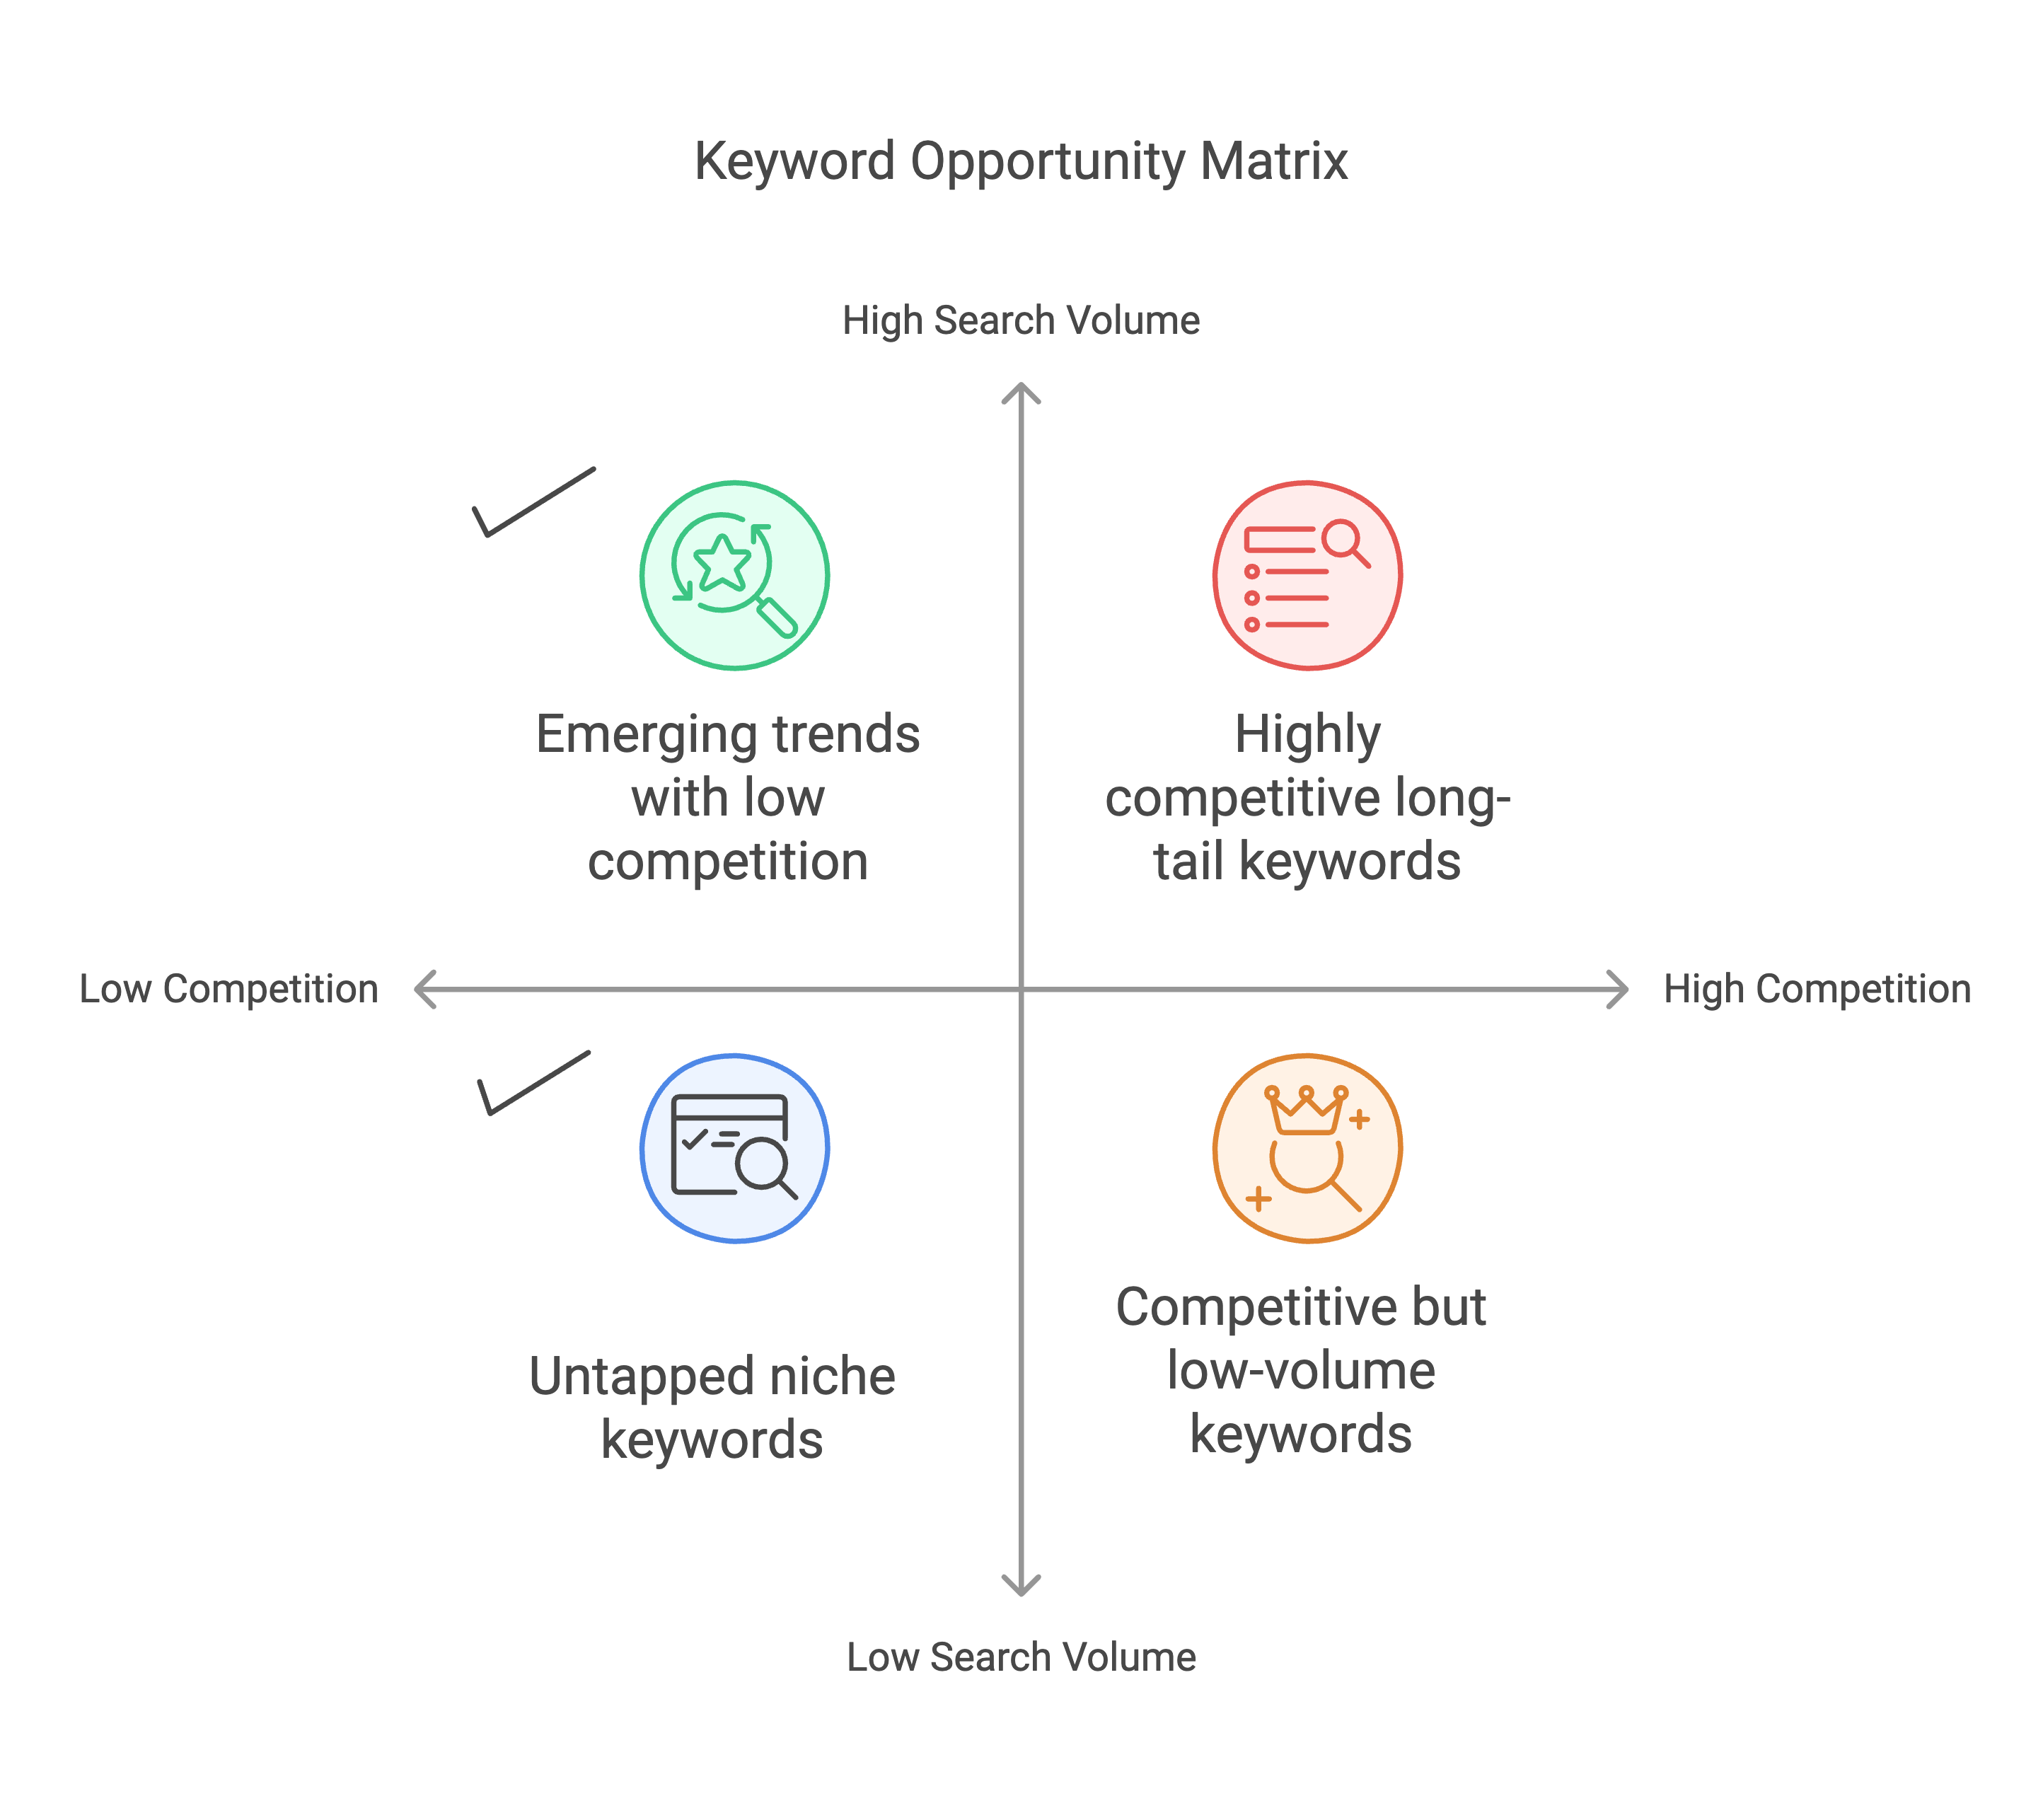 Keyword Opportunity Matrix
High Search Volume
Emerging trends
with low
competition
Highly
competitive long-
tail keywords
Low Competition
High Competition
Untapped niche
keywords
Competitive but
low-volume
keywords
Low Search Volume